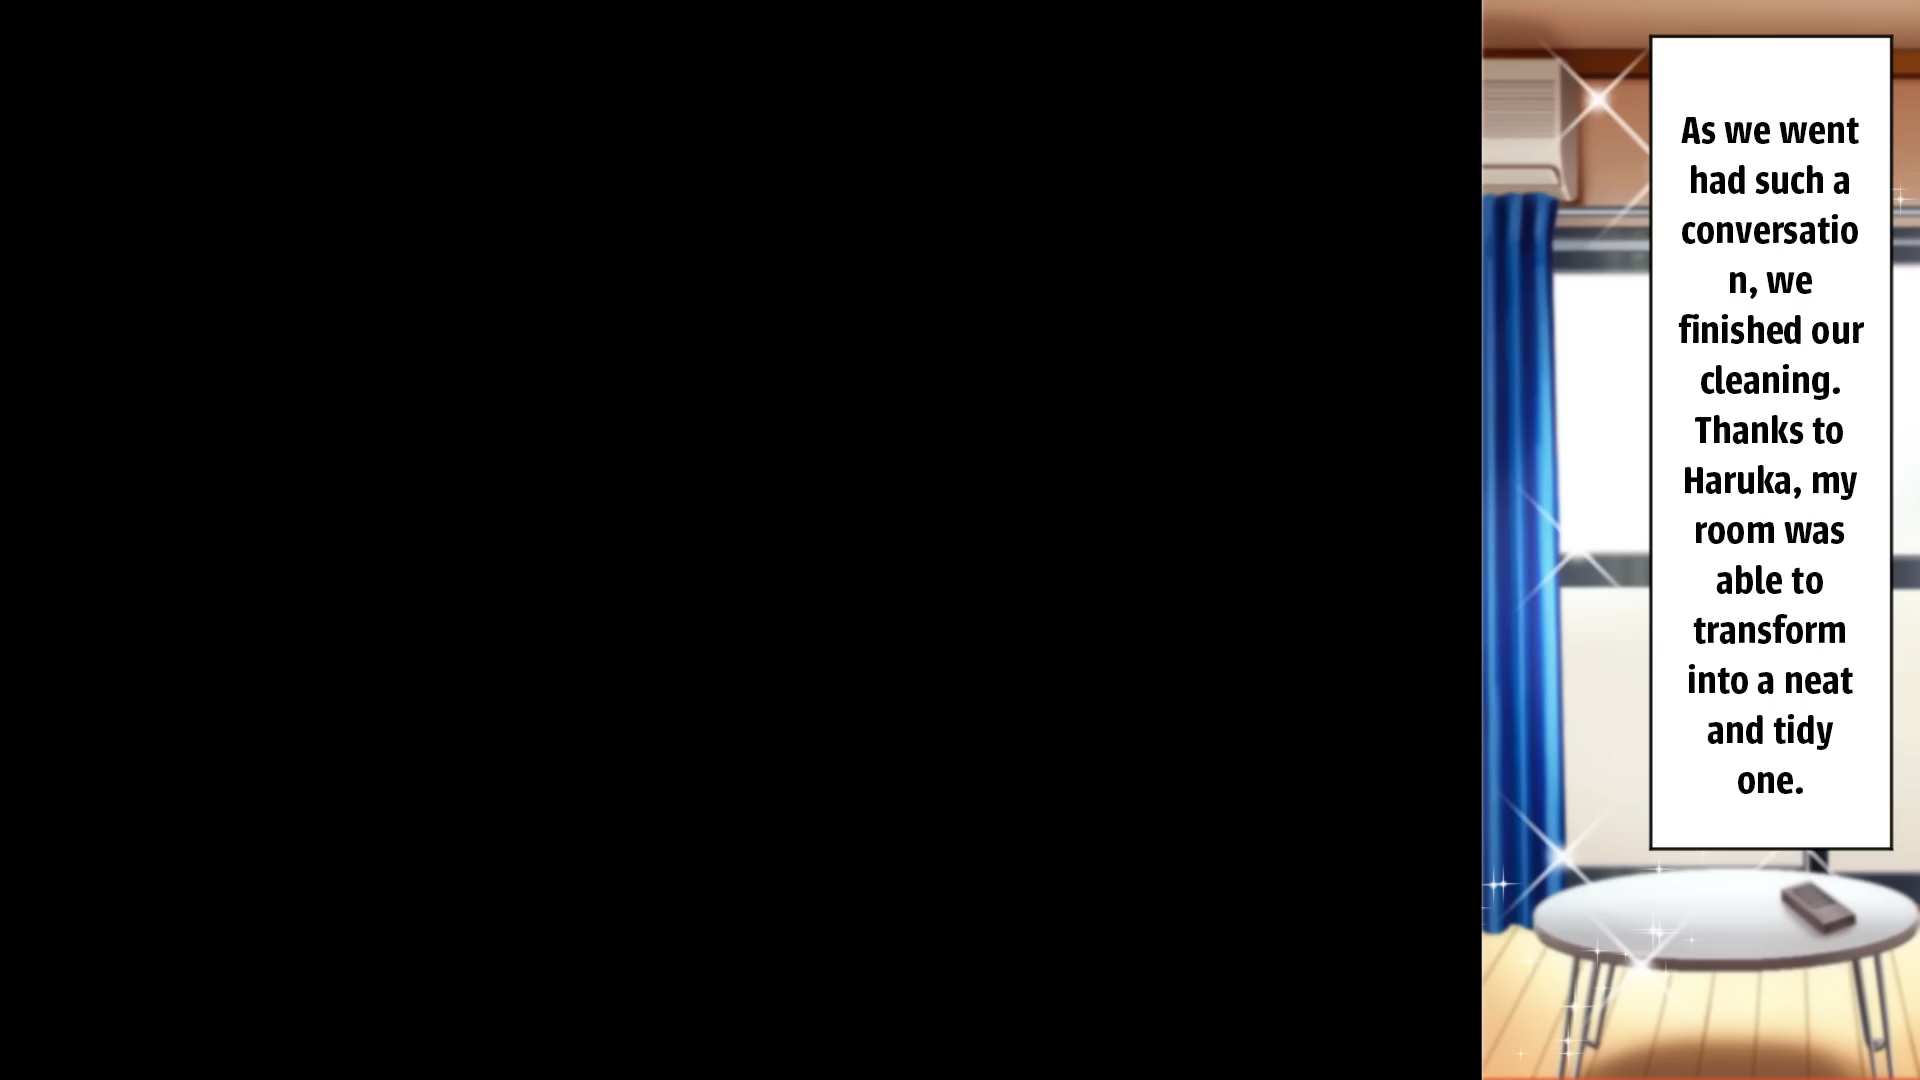 As we went
had such a
conversatio
n, we
finished our
cleaning.
Thanks to
Haruka, my
room was
able to
transform
into a neat
and tidy
one.